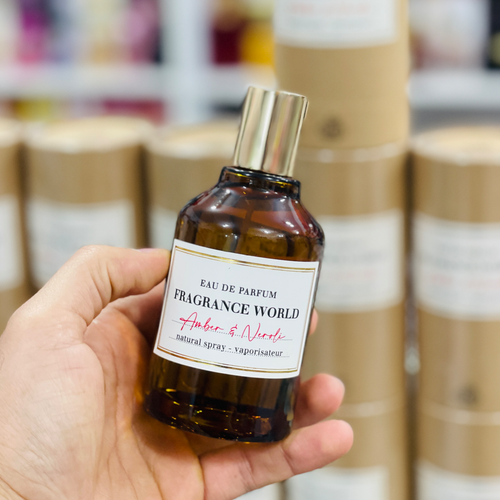 EAU DE PARFUM
FRAGRANCE WORLD
Amber & Neroli
natural spray - vaporisateur